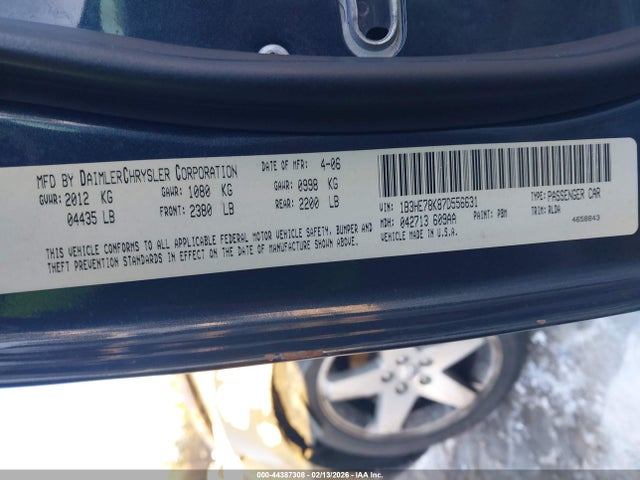 MFD BY DAIMLERCHRYSLER CORPORATION DATE OF MFR: 4-06
GVWR: 2012 KG GAWR: 1080 KG GAWR: 0998 KG
04435 LB FRONT: 2380 LB REAR: 2200 LB
THIS VEHICLE CONFORMS TO ALL APPLICABLE FEDERAL MOTOR VEHICLE SAFETY, BUMPER AND
THEFT PREVENTION STANDARDS IN EFFECT ON THE DATE OF MANUFACTURE SHOWN ABOVE.
VIN: 1B3HE78K87D556631 TYPE: PASSENGER CAR
MDH: 042713 609AA PAINT: PBM TRIM: RLDA
VEHICLE MADE IN U.S.A. 4658843
000-44387308 - 02/13/2026 - COPYRIGHT IAA, LLC